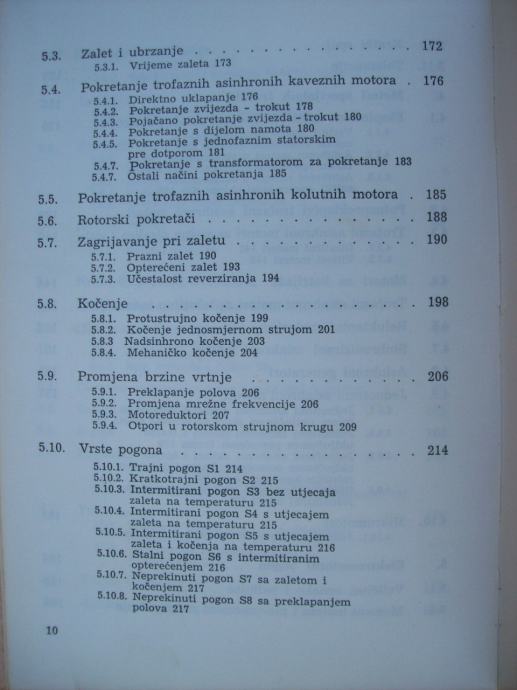 5.3. Zalet i ubrzanje . . . . . . . . . . . . . 172
5.3.1. Vrijeme zaleta 173
5.4. Pokretanje trofaznih asinhronih kaveznih motora . 176
5.4.1. Direktno uklapanje 176
5.4.2. Pokretanje zvijezda - trokut 178
5.4.3. Pojačano pokretanje zvijezda - trokut 180
5.4.4. Pokretanje s dijelom namota 180
5.4.5. Pokretanje s jednofaznim statorskim
pre dotporom 181
5.4.7. Pokretanje s transformatorom za pokretanje 183
5.4.7. Ostali načini pokretanja 185
5.5. Pokretanje trofaznih asinhronih kolutnih motora . 185
5.6. Rotorski pokretači . . . . . . . . . . . . 188
5.7. Zagrijavanje pri zaletu . . . . . . . . . . 190
5.7.1. Prazni zalet 190
5.7.2. Opterećeni zalet 193
5.7.3. Učestalost reverziranja 194
5.8. Kočenje . . . . . . . . . . . . . . . . 198
5.8.1. Protustrujno kočenje 199
5.8.2. Kočenje jednosmjernom strujom 201
5.8.3 Nadsinhrono kočenje 203
5.8.4. Mehaničko kočenje 204
5.9. Promjena brzine vrtnje . . . . . . . . . . 206
5.9.1. Preklapanje polova 206
5.9.2. Promjena mrežne frekvencije 206
5.9.3. Motoreduktori 207
5.9.4. Otpori u rotorskom strujnom krugu 209
5.10. Vrste pogona . . . . . . . . . . . . . . 214
5.10.1. Trajni pogon S1 214
5.10.2. Kratkotrajni pogon S2 215
5.10.3. Intermitirani pogon S3 bez utjecaja
zaleta na temperaturu 215
5.10.4. Intermitirani pogon S4 s utjecajem
zaleta na temperaturu 215
5.10.5. Intermitirani pogon S5 s utjecajem
zaleta i kočenja na temperaturu 216
5.10.6. Stalni pogon S6 s intermitiranim
opterećenjem 216
5.10.7. Neprekinuti pogon S7 sa zaletom i
kočenjem 217
5.10.8. Neprekinuti pogon S8 sa preklapanjem
polova 217
10